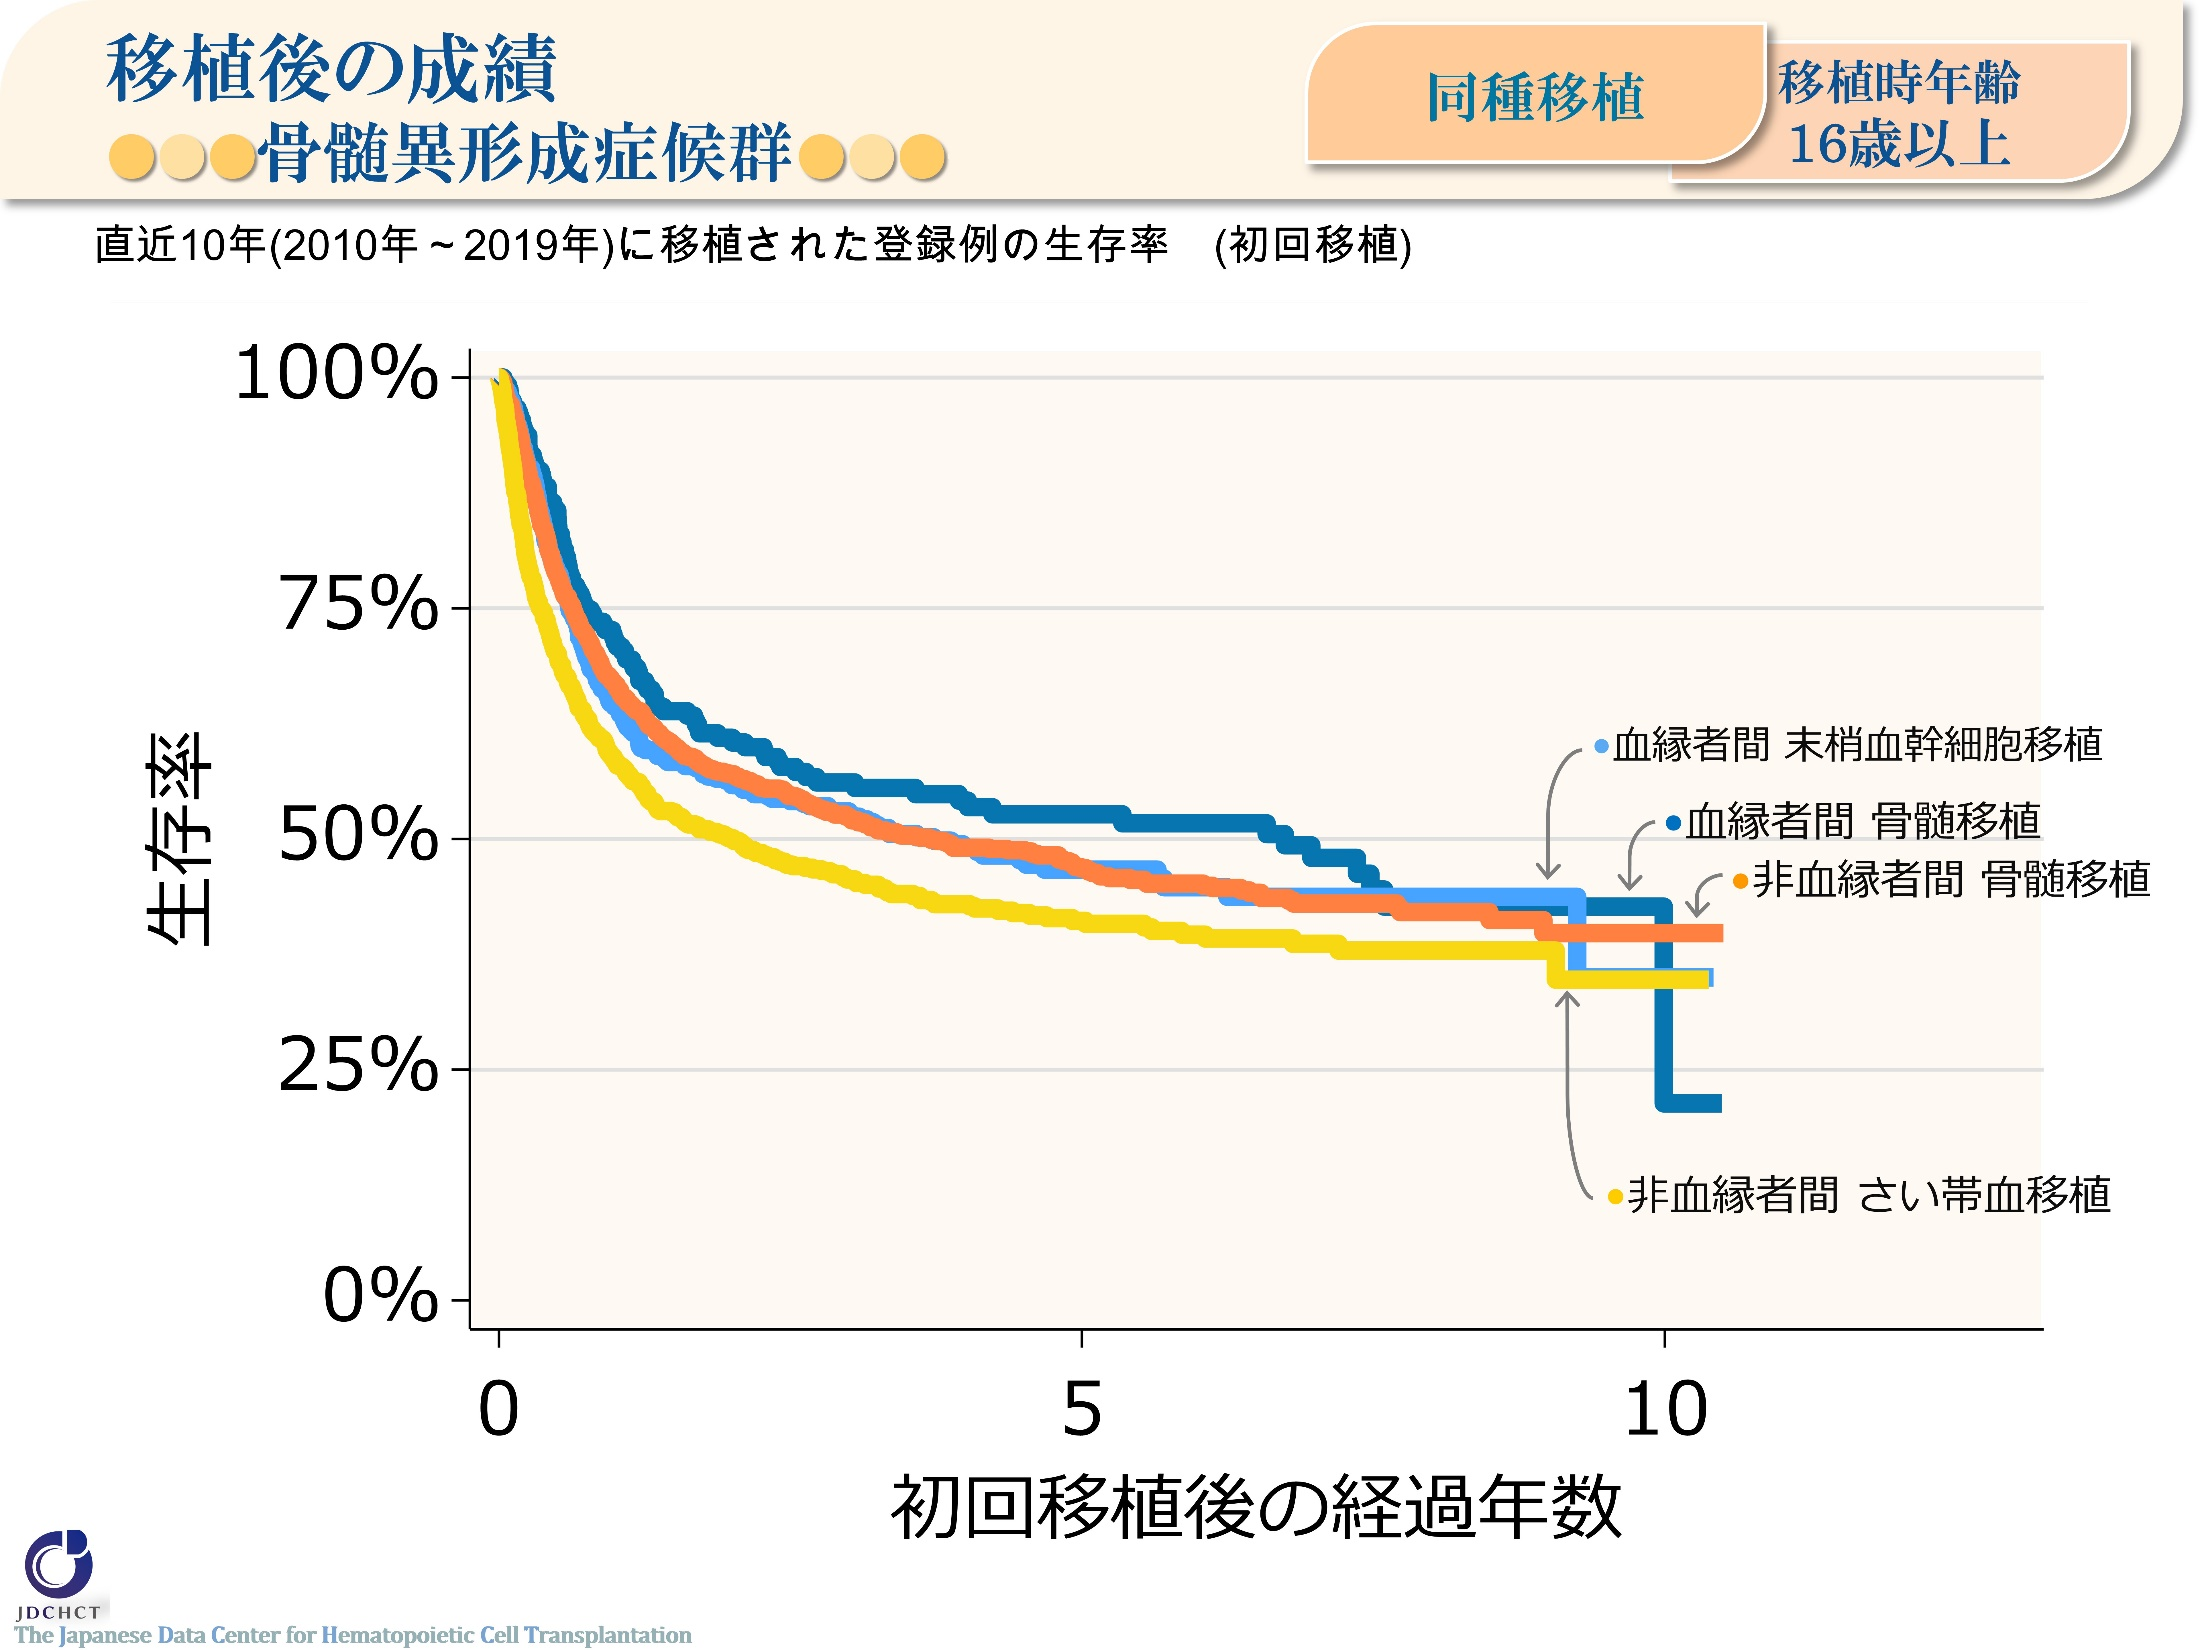 移植後の成績
骨髄異形成症候群
同種移植
移植時年齢
16歳以上
直近10年(2010年～2019年)に移植された登録例の生存率　(初回移植)
100%
75%
50%
25%
0%
生存率
血縁者間 末梢血幹細胞移植
血縁者間 骨髄移植
非血縁者間 骨髄移植
非血縁者間 さい帯血移植
0
5
10
初回移植後の経過年数
JDCHCT
The Japanese Data Center for Hematopoietic Cell Transplantation